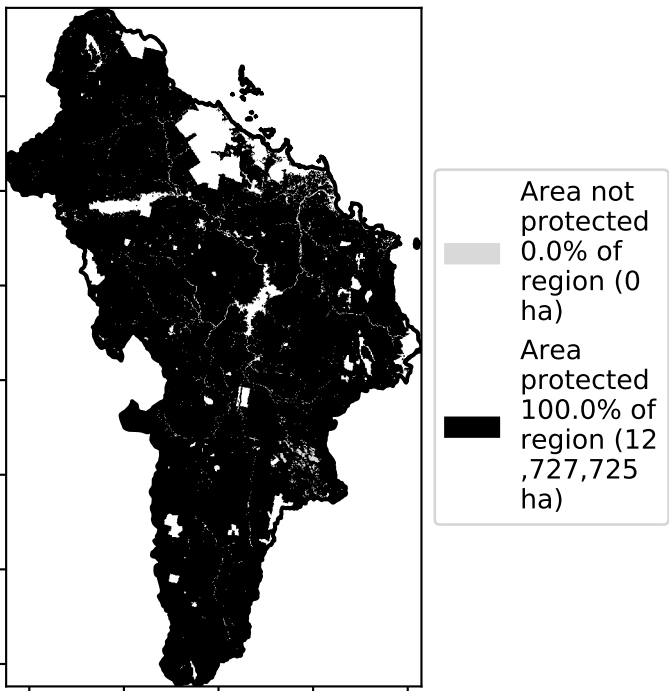 Area not
protected
0.0% of
region (0
ha)
Area
protected
100.0% of
region (12
,727,725
ha)